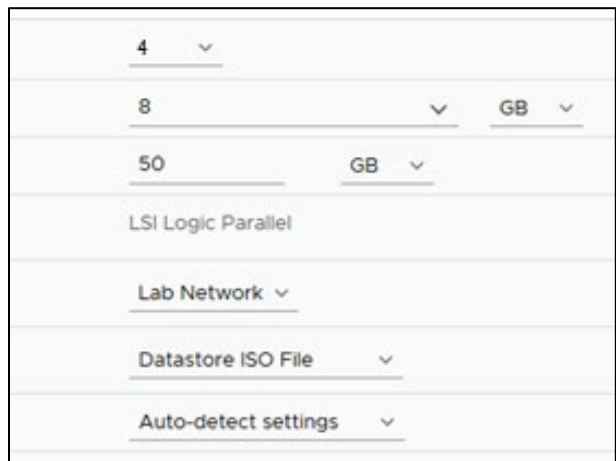 4
8 GB
50 GB
LSI Logic Parallel
Lab Network
Datastore ISO File
Auto-detect settings